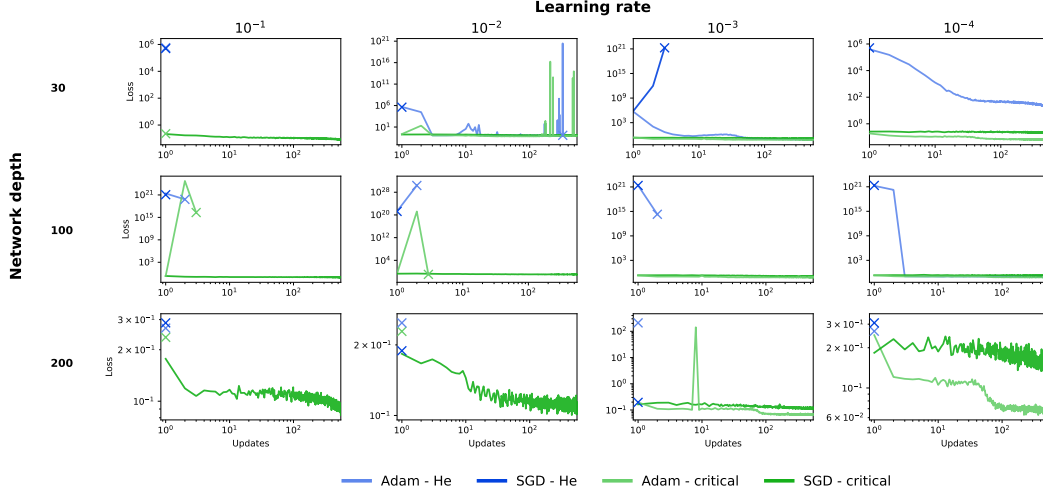 Learning rate
10⁻¹ 10⁻² 10⁻³ 10⁻⁴
Network depth
30
Loss
10⁶
10⁴
10²
10⁰
10⁰ 10¹ 10²
10²¹
10¹⁶
10¹¹
10⁶
10¹
10⁰ 10¹ 10²
10²¹
10¹⁵
10⁹
10³
10⁰ 10¹ 10²
10⁶
10⁴
10²
10⁰
10⁰ 10¹ 10²
100
Loss
10²¹
10¹⁵
10⁹
10³
10⁰ 10¹ 10²
10²⁸
10²⁰
10¹²
10⁴
10⁰ 10¹ 10²
10²¹
10¹⁵
10⁹
10³
10⁰ 10¹ 10²
10²¹
10¹⁵
10⁹
10³
10⁰ 10¹ 10²
200
Loss
3 × 10⁻¹
2 × 10⁻¹
10⁻¹
10⁰ 10¹ 10²
Updates
2 × 10⁻¹
10⁻¹
10⁰ 10¹ 10²
Updates
10²
10¹
10⁰
10⁻¹
10⁰ 10¹ 10²
Updates
3 × 10⁻¹
2 × 10⁻¹
10⁻¹
6 × 10⁻²
10⁰ 10¹ 10²
Updates
Adam - He SGD - He Adam - critical SGD - critical